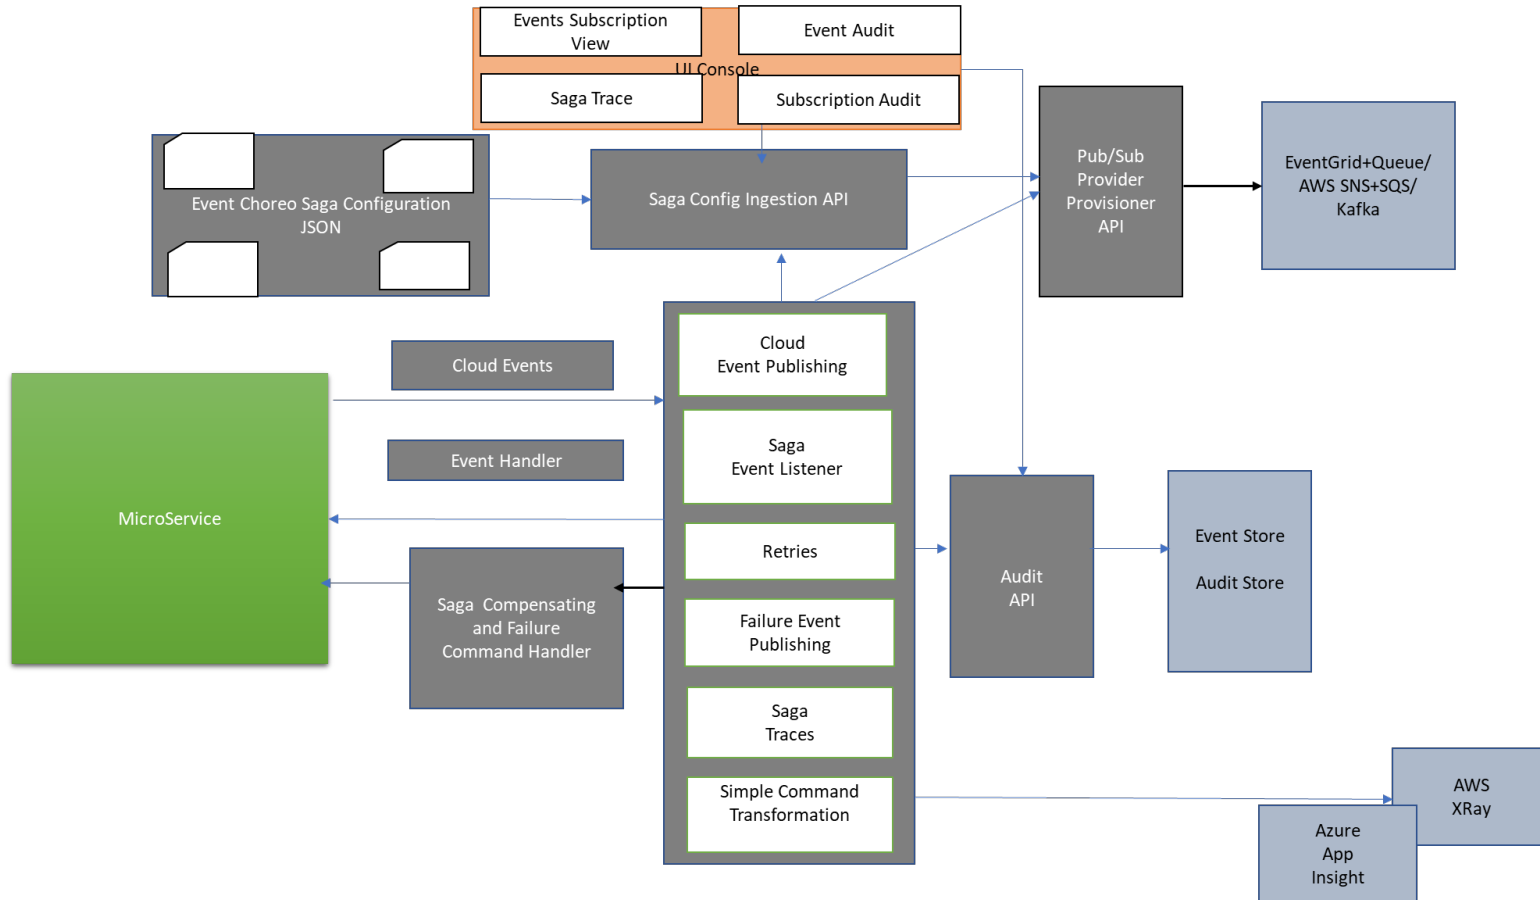 Events Subscription
View
Event Audit
UI Console
Saga Trace
Subscription Audit
Event Choreo Saga Configuration
JSON
Saga Config Ingestion API
Pub/Sub
Provider
Provisioner
API
EventGrid+Queue/
AWS SNS+SQS/
Kafka
Cloud Events
Event Handler
MicroService
Saga  Compensating
and Failure
Command Handler
Cloud
Event Publishing
Saga
Event Listener
Retries
Failure Event
Publishing
Saga
Traces
Simple Command
Transformation
Audit
API
Event Store
Audit Store
AWS
XRay
Azure
App
Insight